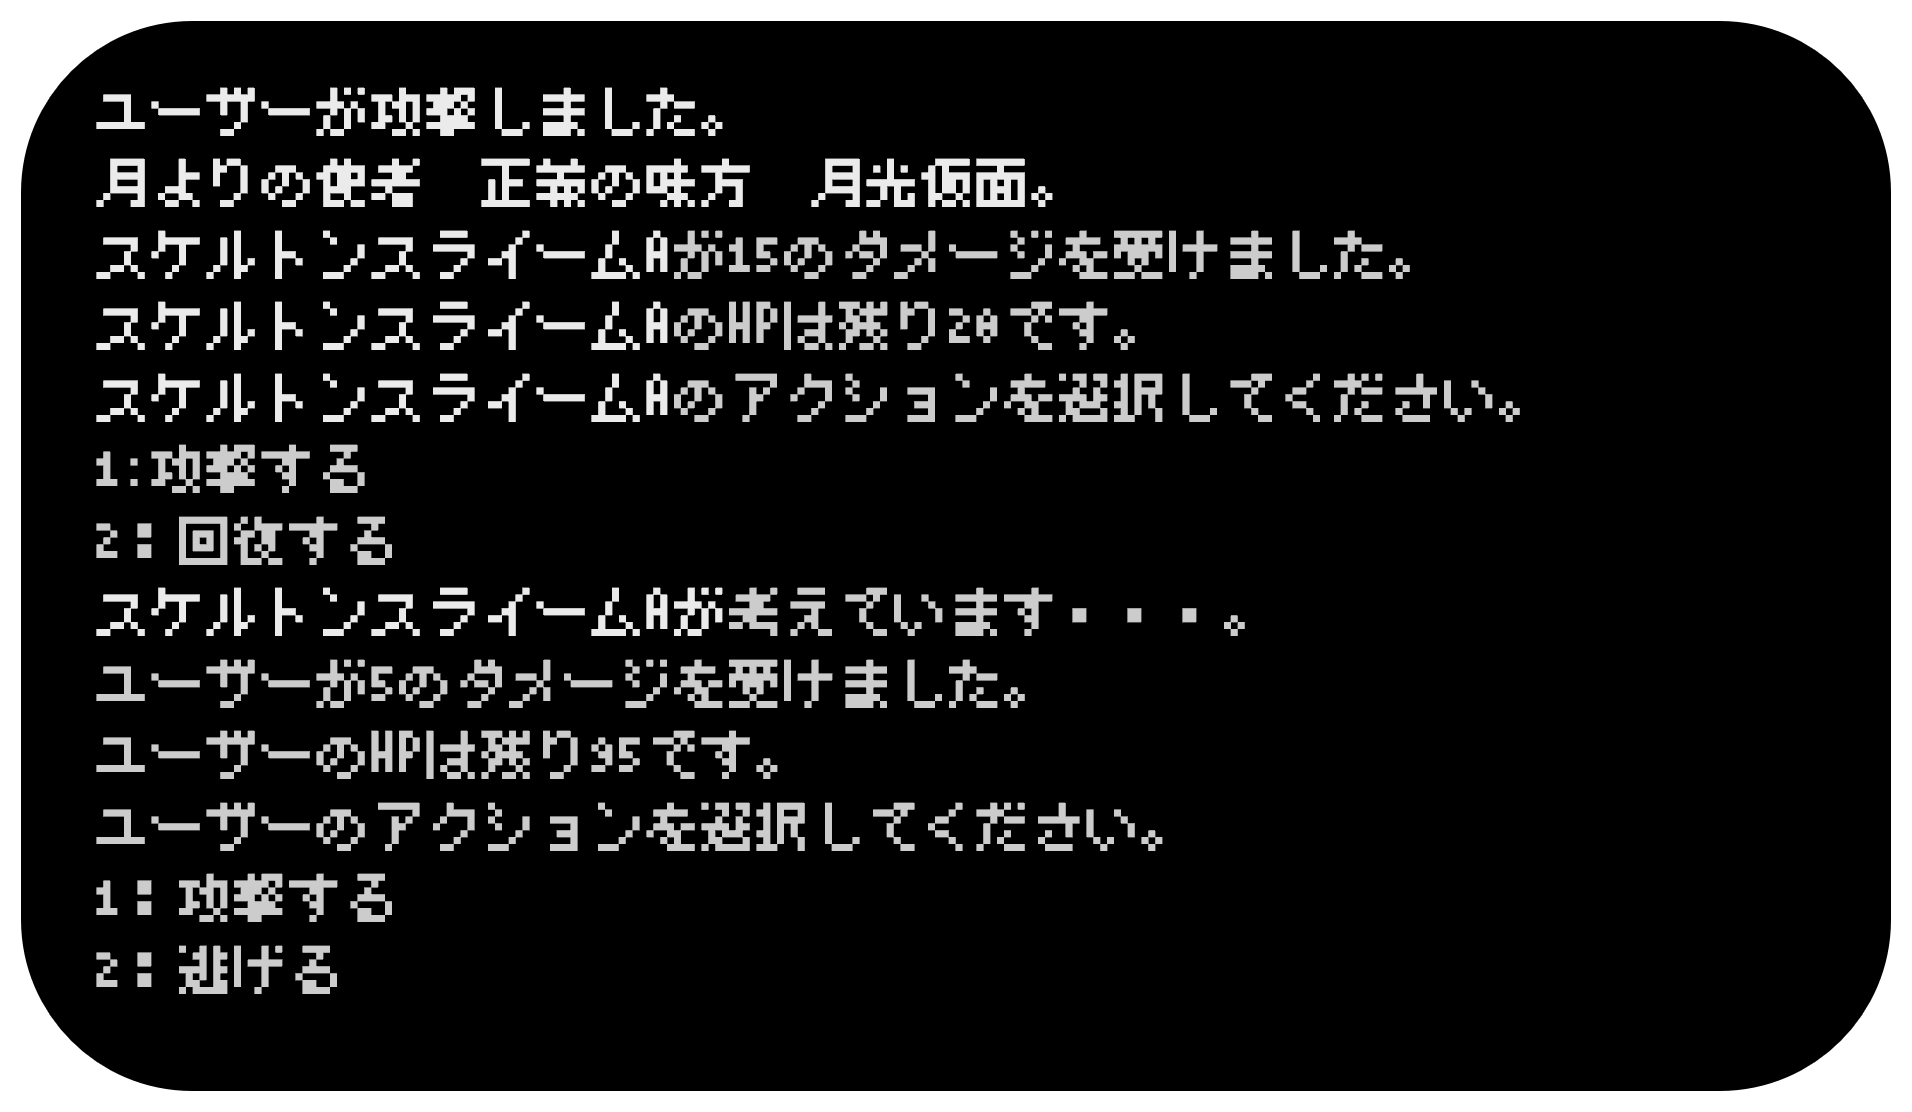 ユーザーが攻撃しました。
月よりの使者　正義の味方　月光仮面。
スケルトンスライームAが15のダメージを受けました。
スケルトンスライームAのHPは残り20です。
スケルトンスライームAのアクションを選択してください。
1:攻撃する
2：回復する
スケルトンスライームAが考えています・・・。
ユーザーが5のダメージを受けました。
ユーザーのHPは残り95です。
ユーザーのアクションを選択してください。
1：攻撃する
2：逃げる